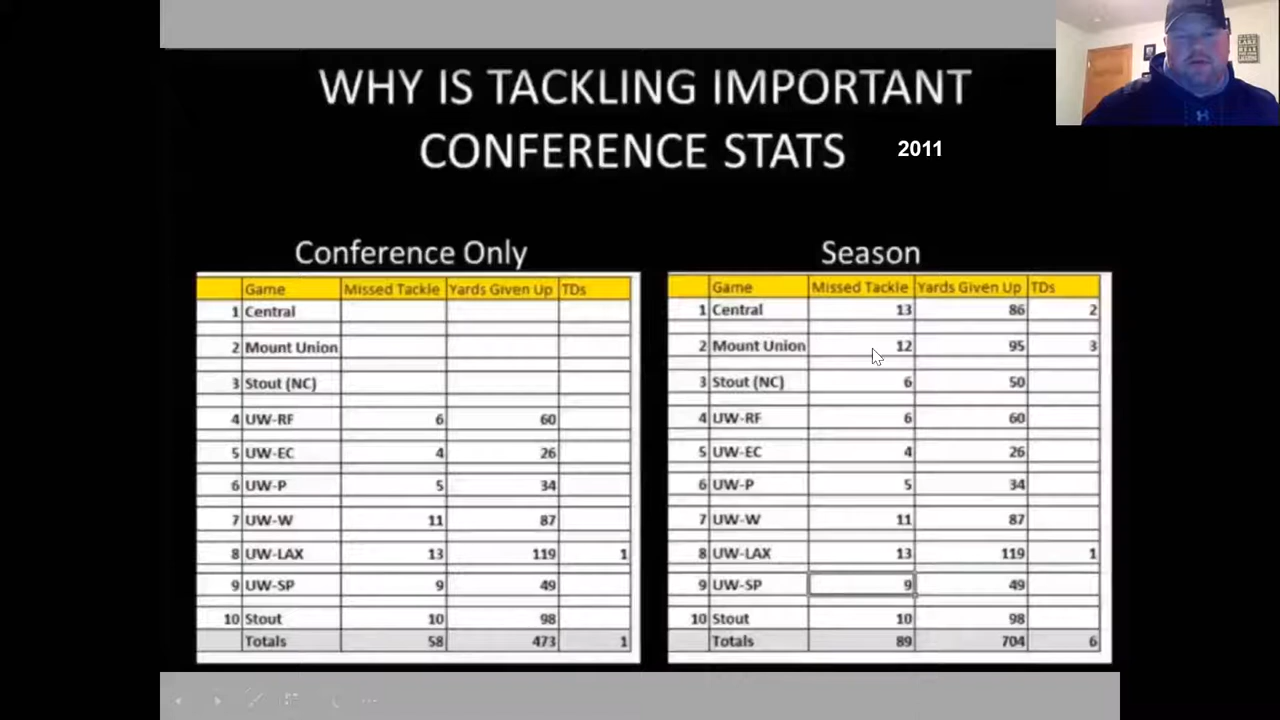 WHY IS TACKLING IMPORTANT
CONFERENCE STATS
2011
Conference Only
Game Missed Tackle Yards Given Up TDs
1 Central
2 Mount Union
3 Stout (NC)
4 UW-RF 6 60
5 UW-EC 4 26
6 UW-P 5 34
7 UW-W 11 87
8 UW-LAX 13 119 1
9 UW-SP 9 49
10 Stout 10 98
Totals 58 473 1
Season
Game Missed Tackle Yards Given Up TDs
1 Central 13 86 2
2 Mount Union 12 95 3
3 Stout (NC) 6 50
4 UW-RF 6 60
5 UW-EC 4 26
6 UW-P 5 34
7 UW-W 11 87
8 UW-LAX 13 119 1
9 UW-SP 9 49
10 Stout 10 98
Totals 89 704 6